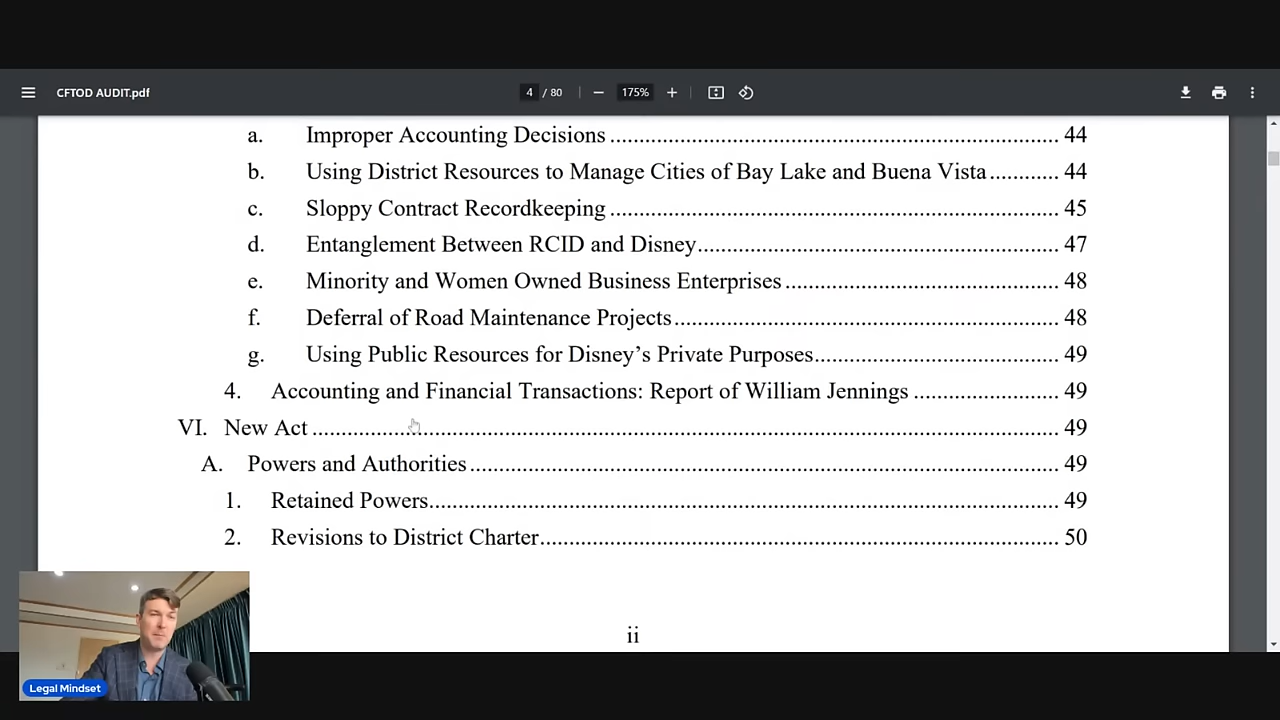 CFTOD AUDIT.pdf 4 / 80 175%
a. Improper Accounting Decisions ........ 44
b. Using District Resources to Manage Cities of Bay Lake and Buena Vista ........ 44
c. Sloppy Contract Recordkeeping ........ 45
d. Entanglement Between RCID and Disney ........ 47
e. Minority and Women Owned Business Enterprises ........ 48
f. Deferral of Road Maintenance Projects ........ 48
g. Using Public Resources for Disney’s Private Purposes ........ 49
4. Accounting and Financial Transactions: Report of William Jennings ........ 49
VI. New Act ........ 49
A. Powers and Authorities ........ 49
1. Retained Powers ........ 49
2. Revisions to District Charter ........ 50
ii
Legal Mindset